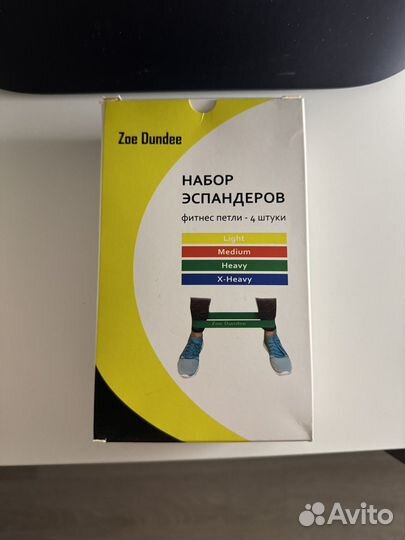 Zoe Dundee
НАБОР
ЭСПАНДЕРОВ
фитнес петли - 4 штуки
Light
Medium
Heavy
X-Heavy
Zoe Dundee
Avito